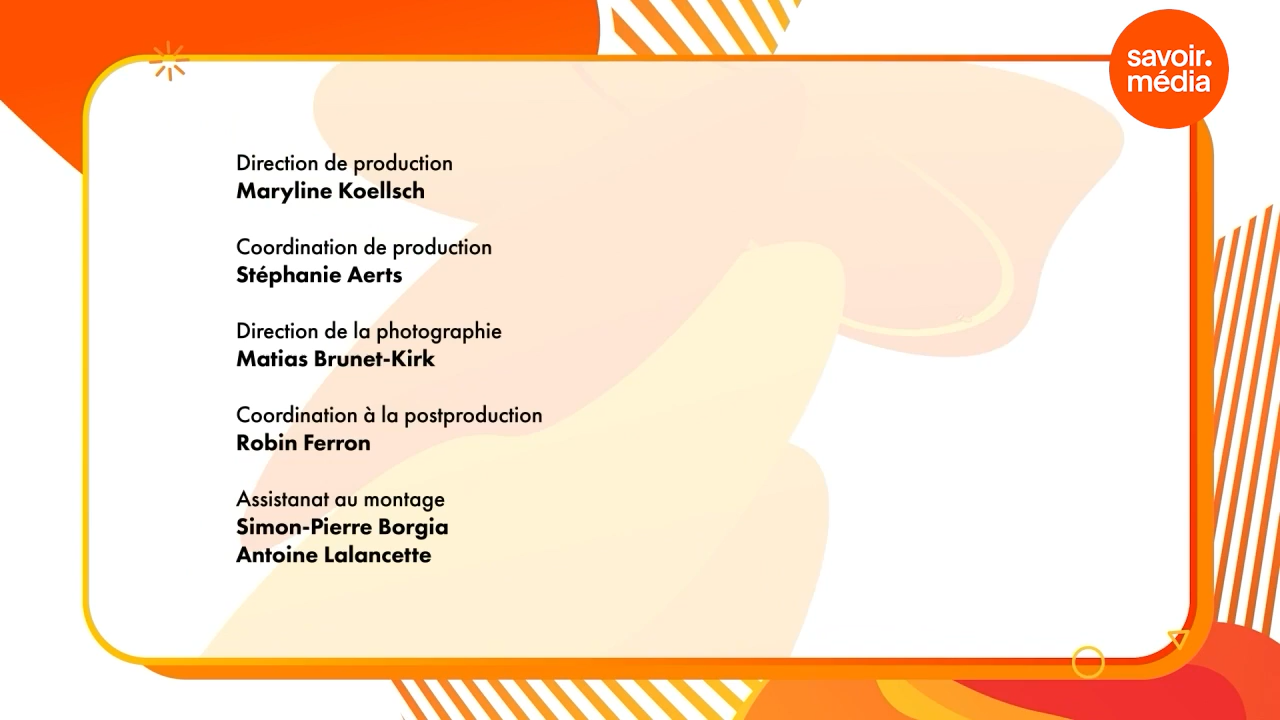 savoir.
média
Direction de production
Maryline Koellsch
Coordination de production
Stéphanie Aerts
Direction de la photographie
Matias Brunet-Kirk
Coordination à la postproduction
Robin Ferron
Assistanat au montage
Simon-Pierre Borgia
Antoine Lalancette